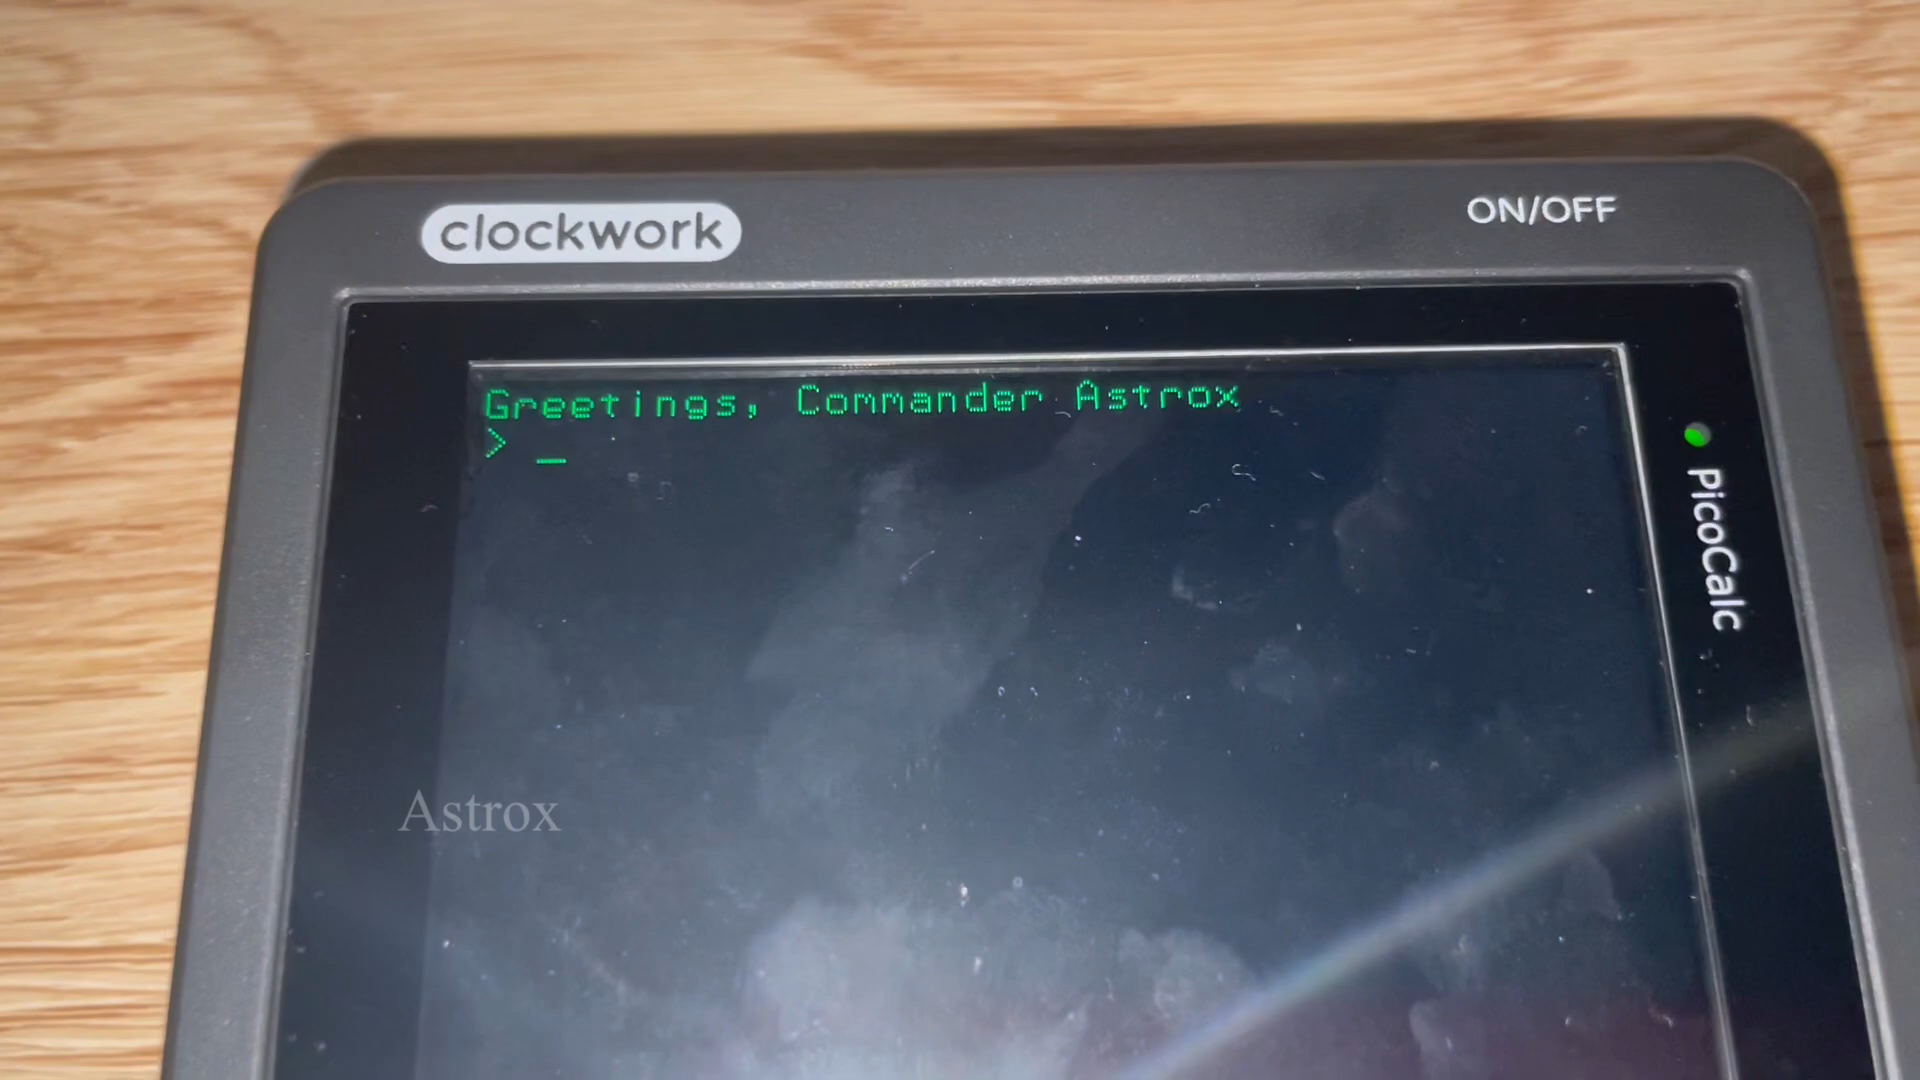 clockwork
ON/OFF
Greetings, Commander Astrox
> _
PicoCalc
Astrox